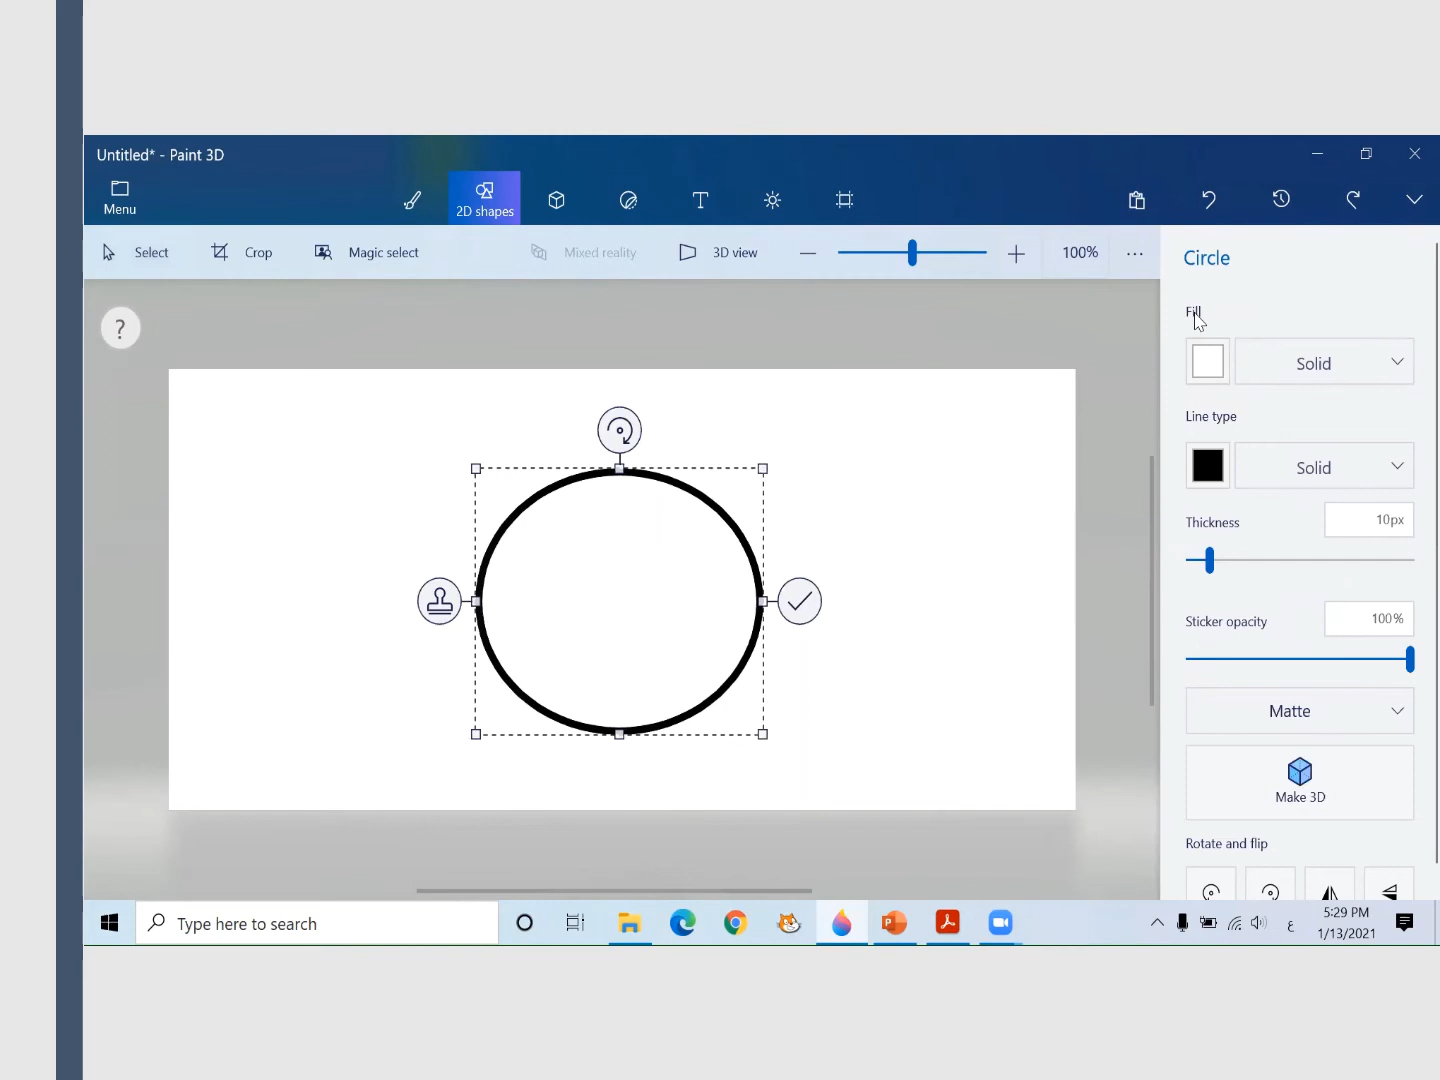 Untitled* - Paint 3D
Menu
2D shapes
Select
Crop
Magic select
Mixed reality
3D view
100%
?
Circle
Fill
Solid
Line type
Solid
Thickness
10px
Sticker opacity
100%
Matte
Make 3D
Rotate and flip
Type here to search
ع
5:29 PM
1/13/2021